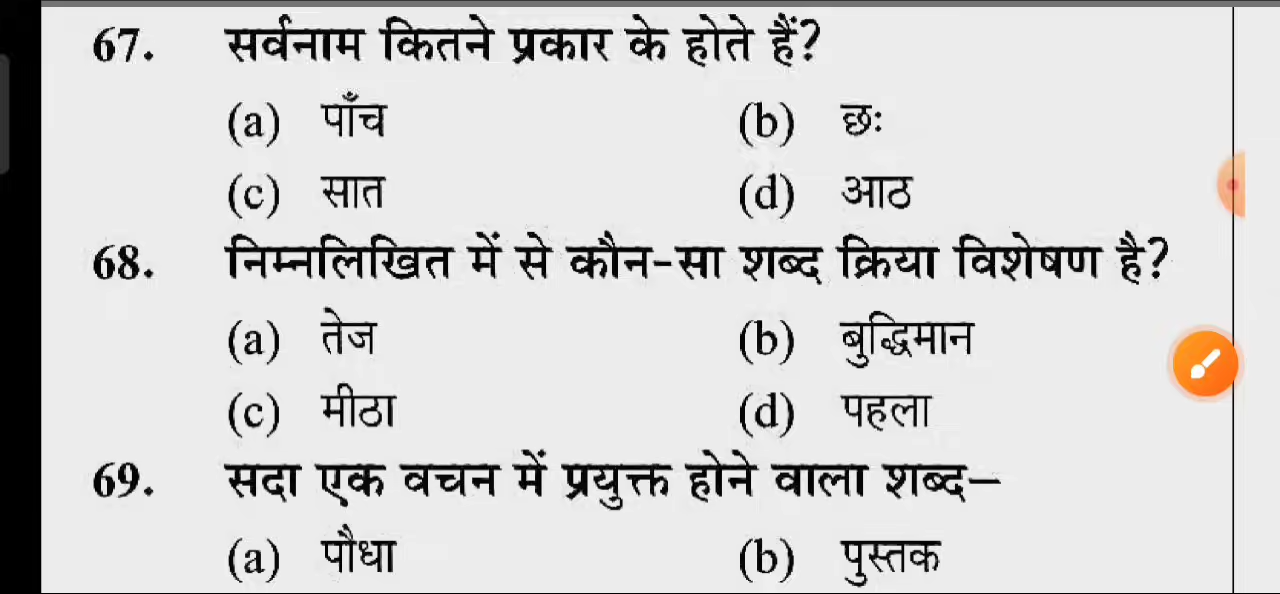 67. सर्वनाम कितने प्रकार के होते हैं?
(a) पाँच (b) छः
(c) सात (d) आठ
68. निम्नलिखित में से कौन-सा शब्द क्रिया विशेषण है?
(a) तेज (b) बुद्धिमान
(c) मीठा (d) पहला
69. सदा एक वचन में प्रयुक्त होने वाला शब्द–
(a) पौधा (b) पुस्तक